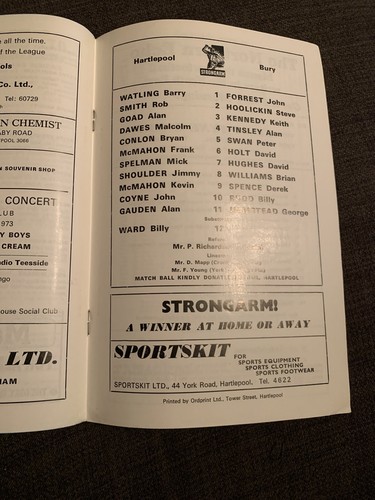 all the time.
of the League
ols
Co. Ltd.,
Tel: 60729
EN CHEMIST
ABY ROAD
POOL 3066
N SOUVENIR SHOP
CONCERT
CLUB
973
Y BOYS
CREAM
dio Teesside
ngo
ouse Social Club
LTD.
HAM
Hartlepool STRONGARM Bury
WATLING Barry 1 FORREST John
SMITH Rob 2 HOOLICKIN Steve
GOAD Alan 3 KENNEDY Keith
DAWES Malcolm 4 TINSLEY Alan
CONLON Bryan 5 SWAN Peter
McMAHON Frank 6 HOLT David
SPELMAN Mick 7 HUGHES David
SHOULDER Jimmy 8 WILLIAMS Brian
McMAHON Kevin 9 SPENCE Derek
COYNE John 10 Billy
GAUDEN Alan 11 George
WARD Billy 12
Mr. P.
Mr. D. Mapp
Mr. F. Young
MATCH BALL KINDLY HARTLEPOOL
STRONGARM!
A WINNER AT HOME OR AWAY
SPORTSKIT FOR
SPORTS EQUIPMENT
SPORTS CLOTHING
SPORTS FOOTWEAR
SPORTSKIT LTD., 44 York Road, Hartlepool. Tel. 4622
Printed by Ordprint Ltd., Tower Street, Hartlepool